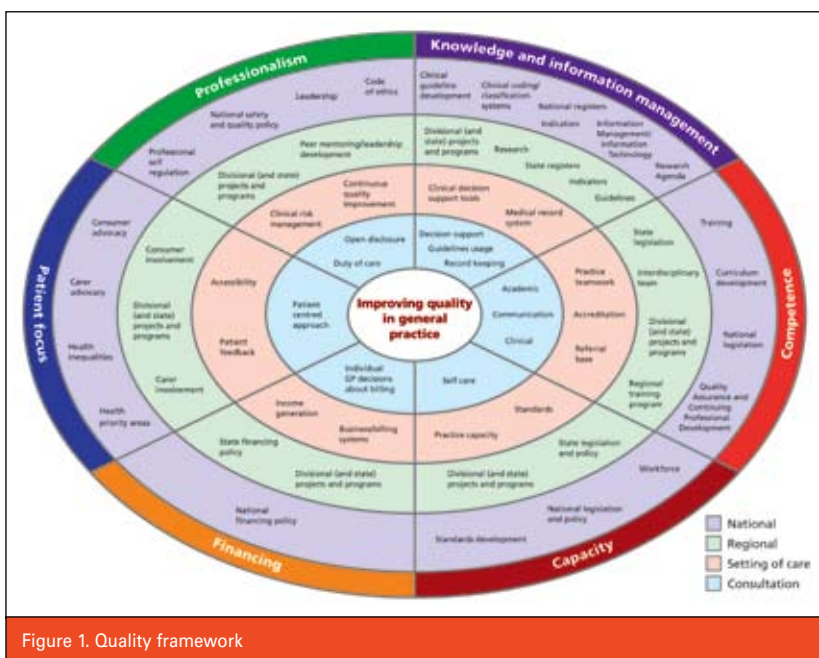 Professionalism
Knowledge and information management
Competence
Capacity
Financing
Patient focus
Code
of ethics
Leadership
National safety
and quality policy
Professional
self
regulation
Peer mentoring/leadership
development
Divisional (and state)
projects and
programs
Continuous
quality
improvement
Clinical risk
management
Open disclosure
Duty of care
Clinical
guideline
development
Clinical coding/
classification
systems
National registers
Indicators
Information
Management/
Information
Technology
Research
Agenda
Divisional (and
state) projects
and programs
Research
State registers
Indicators
Guidelines
Clinical decision
support tools
Medical record
system
Decision support
Guidelines usage
Record keeping
Training
Curriculum
development
National
legislation
Quality
Assurance and
Continuing
Professional
Development
State
legislation
Interdisciplinary
team
Divisional
(and state)
projects and
programs
Regional
training
program
Practice
teamwork
Accreditation
Referral
base
Academic
Communication
Clinical
Improving quality
in general
practice
Consumer
advocacy
Carer
advocacy
Health
inequalities
Health
priority areas
Consumer
involvement
Divisional
(and state)
projects and
programs
Carer
involvement
Accessibility
Patient
feedback
Patient
centred
approach
Individual
GP decisions
about billing
Income
generation
Business/billing
systems
State financing
policy
Divisional (and state)
projects and programs
National
financing policy
Self care
Standards
Practice capacity
State legislation
and policy
Divisional (and state)
projects and programs
Workforce
National legislation
and policy
Standards development
National
Regional
Setting of care
Consultation
Figure 1. Quality framework